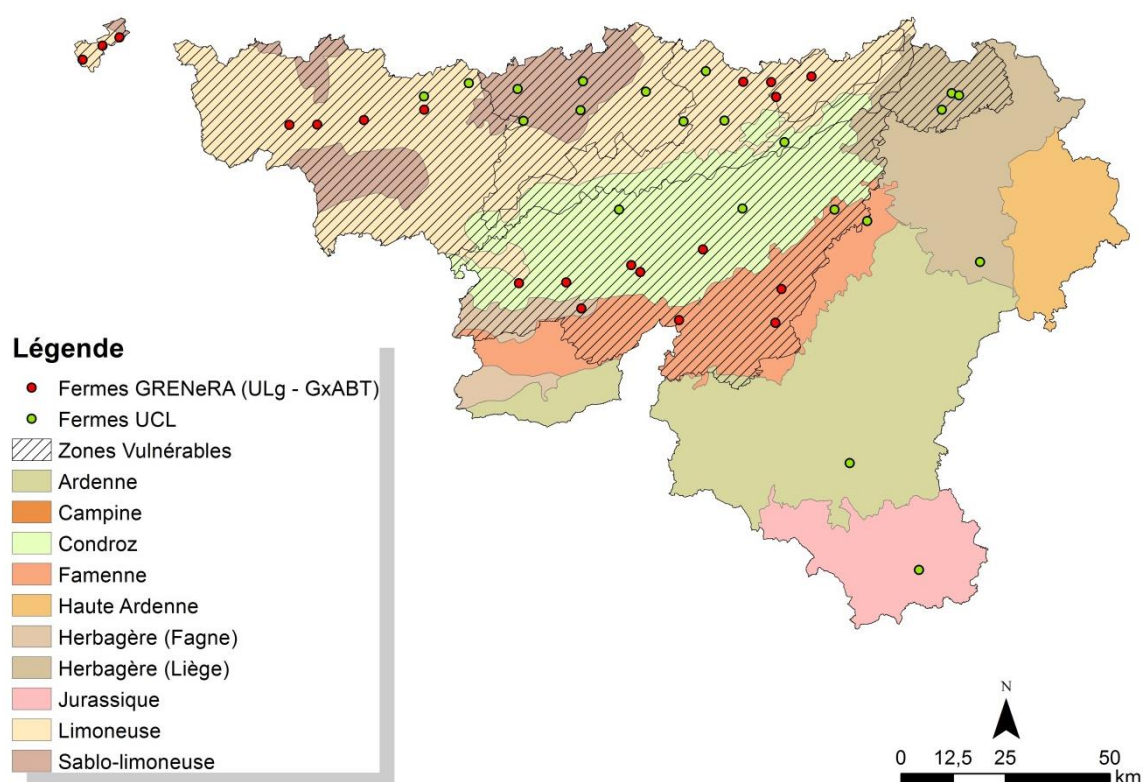 Légende
Fermes GRENeRA (ULg - GxABT)
Fermes UCL
Zones Vulnérables
Ardenne
Campine
Condroz
Famenne
Haute Ardenne
Herbagère (Fagne)
Herbagère (Liège)
Jurassique
Limoneuse
Sablo-limoneuse
N
0 12,5 25 50
km